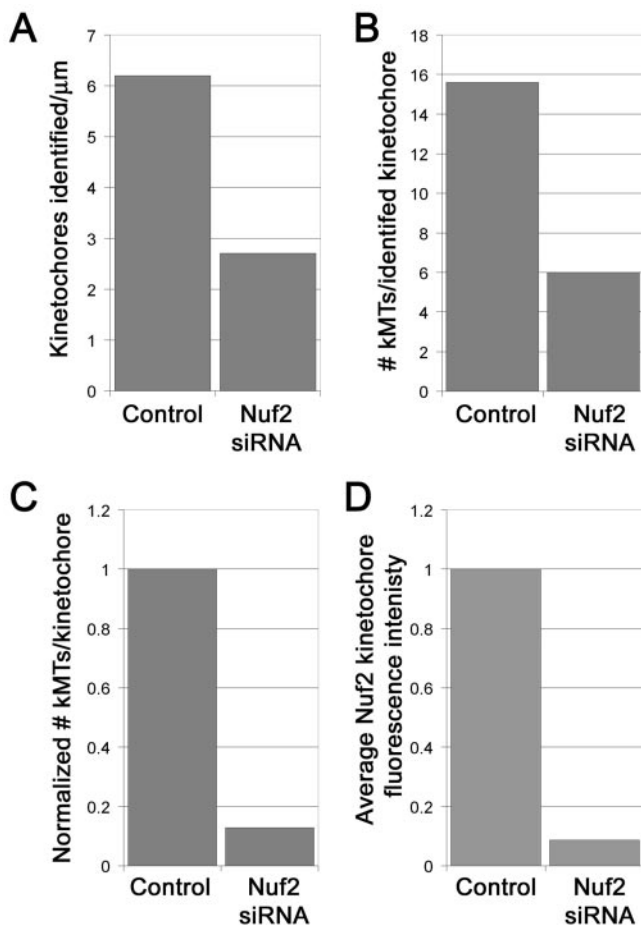 A
Kinetochores identified/μm
7
6
5
4
3
2
1
0
Control
Nuf2
siRNA
B
# kMTs/identifed kinetochore
18
16
14
12
10
8
6
4
2
0
Control
Nuf2
siRNA
C
Normalized # kMTs/kinetochore
1.2
1
0.8
0.6
0.4
0.2
0
Control
Nuf2
siRNA
D
Average Nuf2 kinetochore
fluorescence intenisty
1.2
1
0.8
0.6
0.4
0.2
0
Control
Nuf2
siRNA